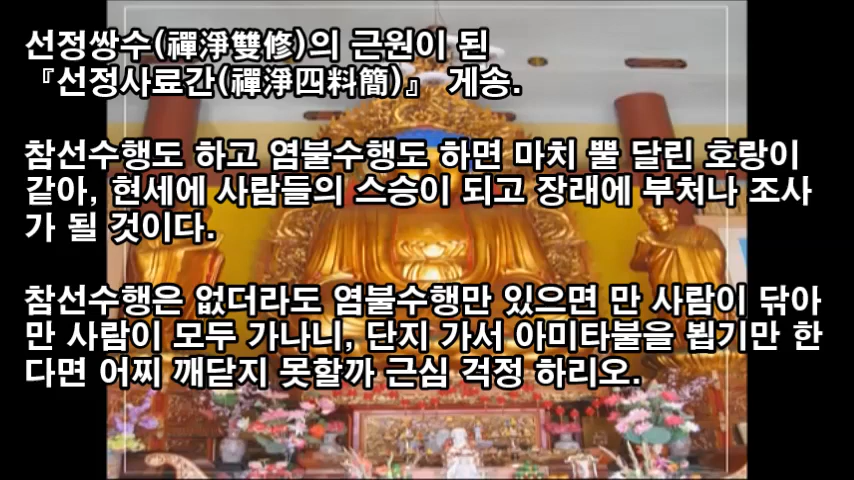 선정쌍수(禪淨雙修)의 근원이 된
『선정사료간(禪淨四料簡)』 게송.
참선수행도 하고 염불수행도 하면 마치 뿔 달린 호랑이
같아, 현세에 사람들의 스승이 되고 장래에 부처나 조사
가 될 것이다.
참선수행은 없더라도 염불수행만 있으면 만 사람이 닦아
만 사람이 모두 가나니, 단지 가서 아미타불을 뵙기만 한
다면 어찌 깨닫지 못할까 근심 걱정 하리오.